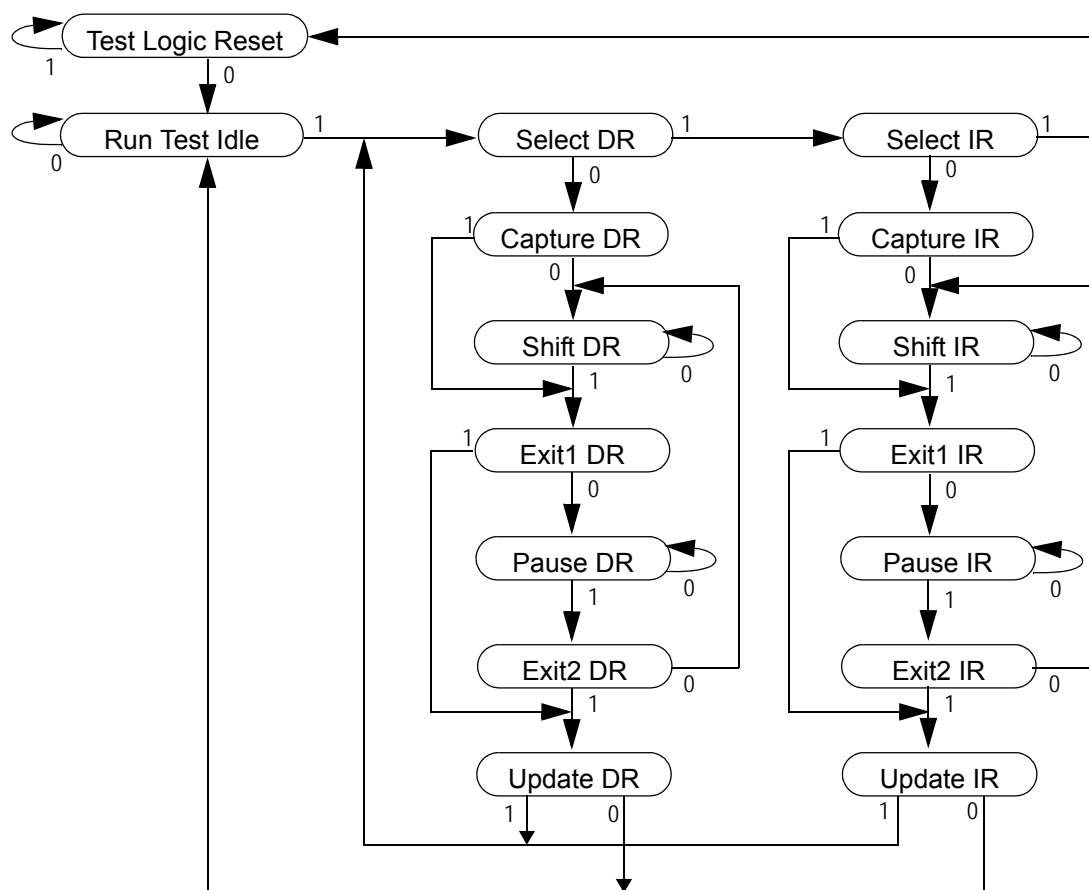 Test Logic Reset
1
0
Run Test Idle
1
Select DR
1
Select IR
1
0
0
0
1
Capture DR
1
Capture IR
0
0
Shift DR
0
Shift IR
0
1
1
1
Exit1 DR
1
Exit1 IR
0
0
Pause DR
0
Pause IR
0
1
1
Exit2 DR
0
Exit2 IR
0
1
1
Update DR
Update IR
1
0
1
0